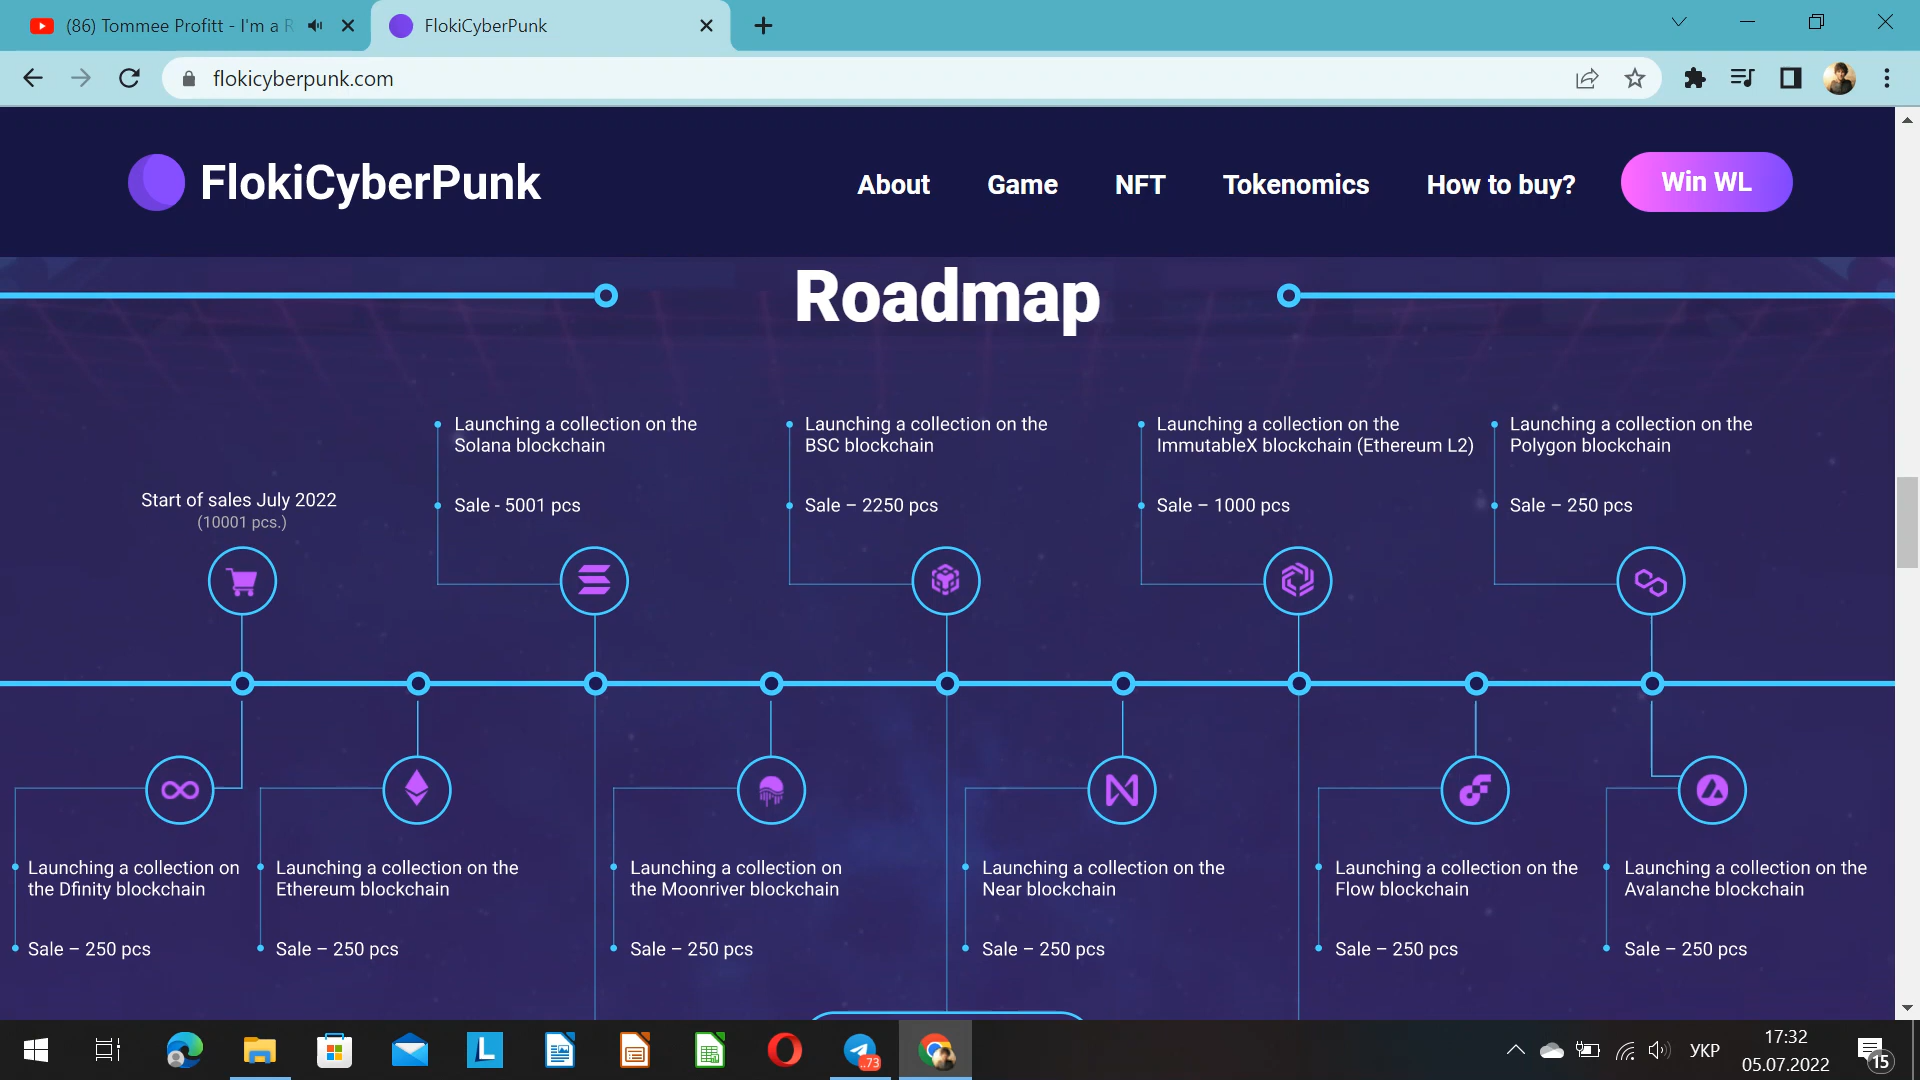 (86) Tommee Profitt - I'm a R
FlokiCyberPunk
flokicyberpunk.com
FlokiCyberPunk
About
Game
NFT
Tokenomics
How to buy?
Win WL
Roadmap
Start of sales July 2022
(10001 pcs.)
Launching a collection on the
Solana blockchain
Sale - 5001 pcs
Launching a collection on the
BSC blockchain
Sale – 2250 pcs
Launching a collection on the
ImmutableX blockchain (Ethereum L2)
Sale – 1000 pcs
Launching a collection on the
Polygon blockchain
Sale – 250 pcs
Launching a collection on
the Dfinity blockchain
Sale – 250 pcs
Launching a collection on the
Ethereum blockchain
Sale – 250 pcs
Launching a collection on
the Moonriver blockchain
Sale – 250 pcs
Launching a collection on the
Near blockchain
Sale – 250 pcs
Launching a collection on the
Flow blockchain
Sale – 250 pcs
Launching a collection on the
Avalanche blockchain
Sale – 250 pcs
L
..73
УКР
17:32
05.07.2022
15